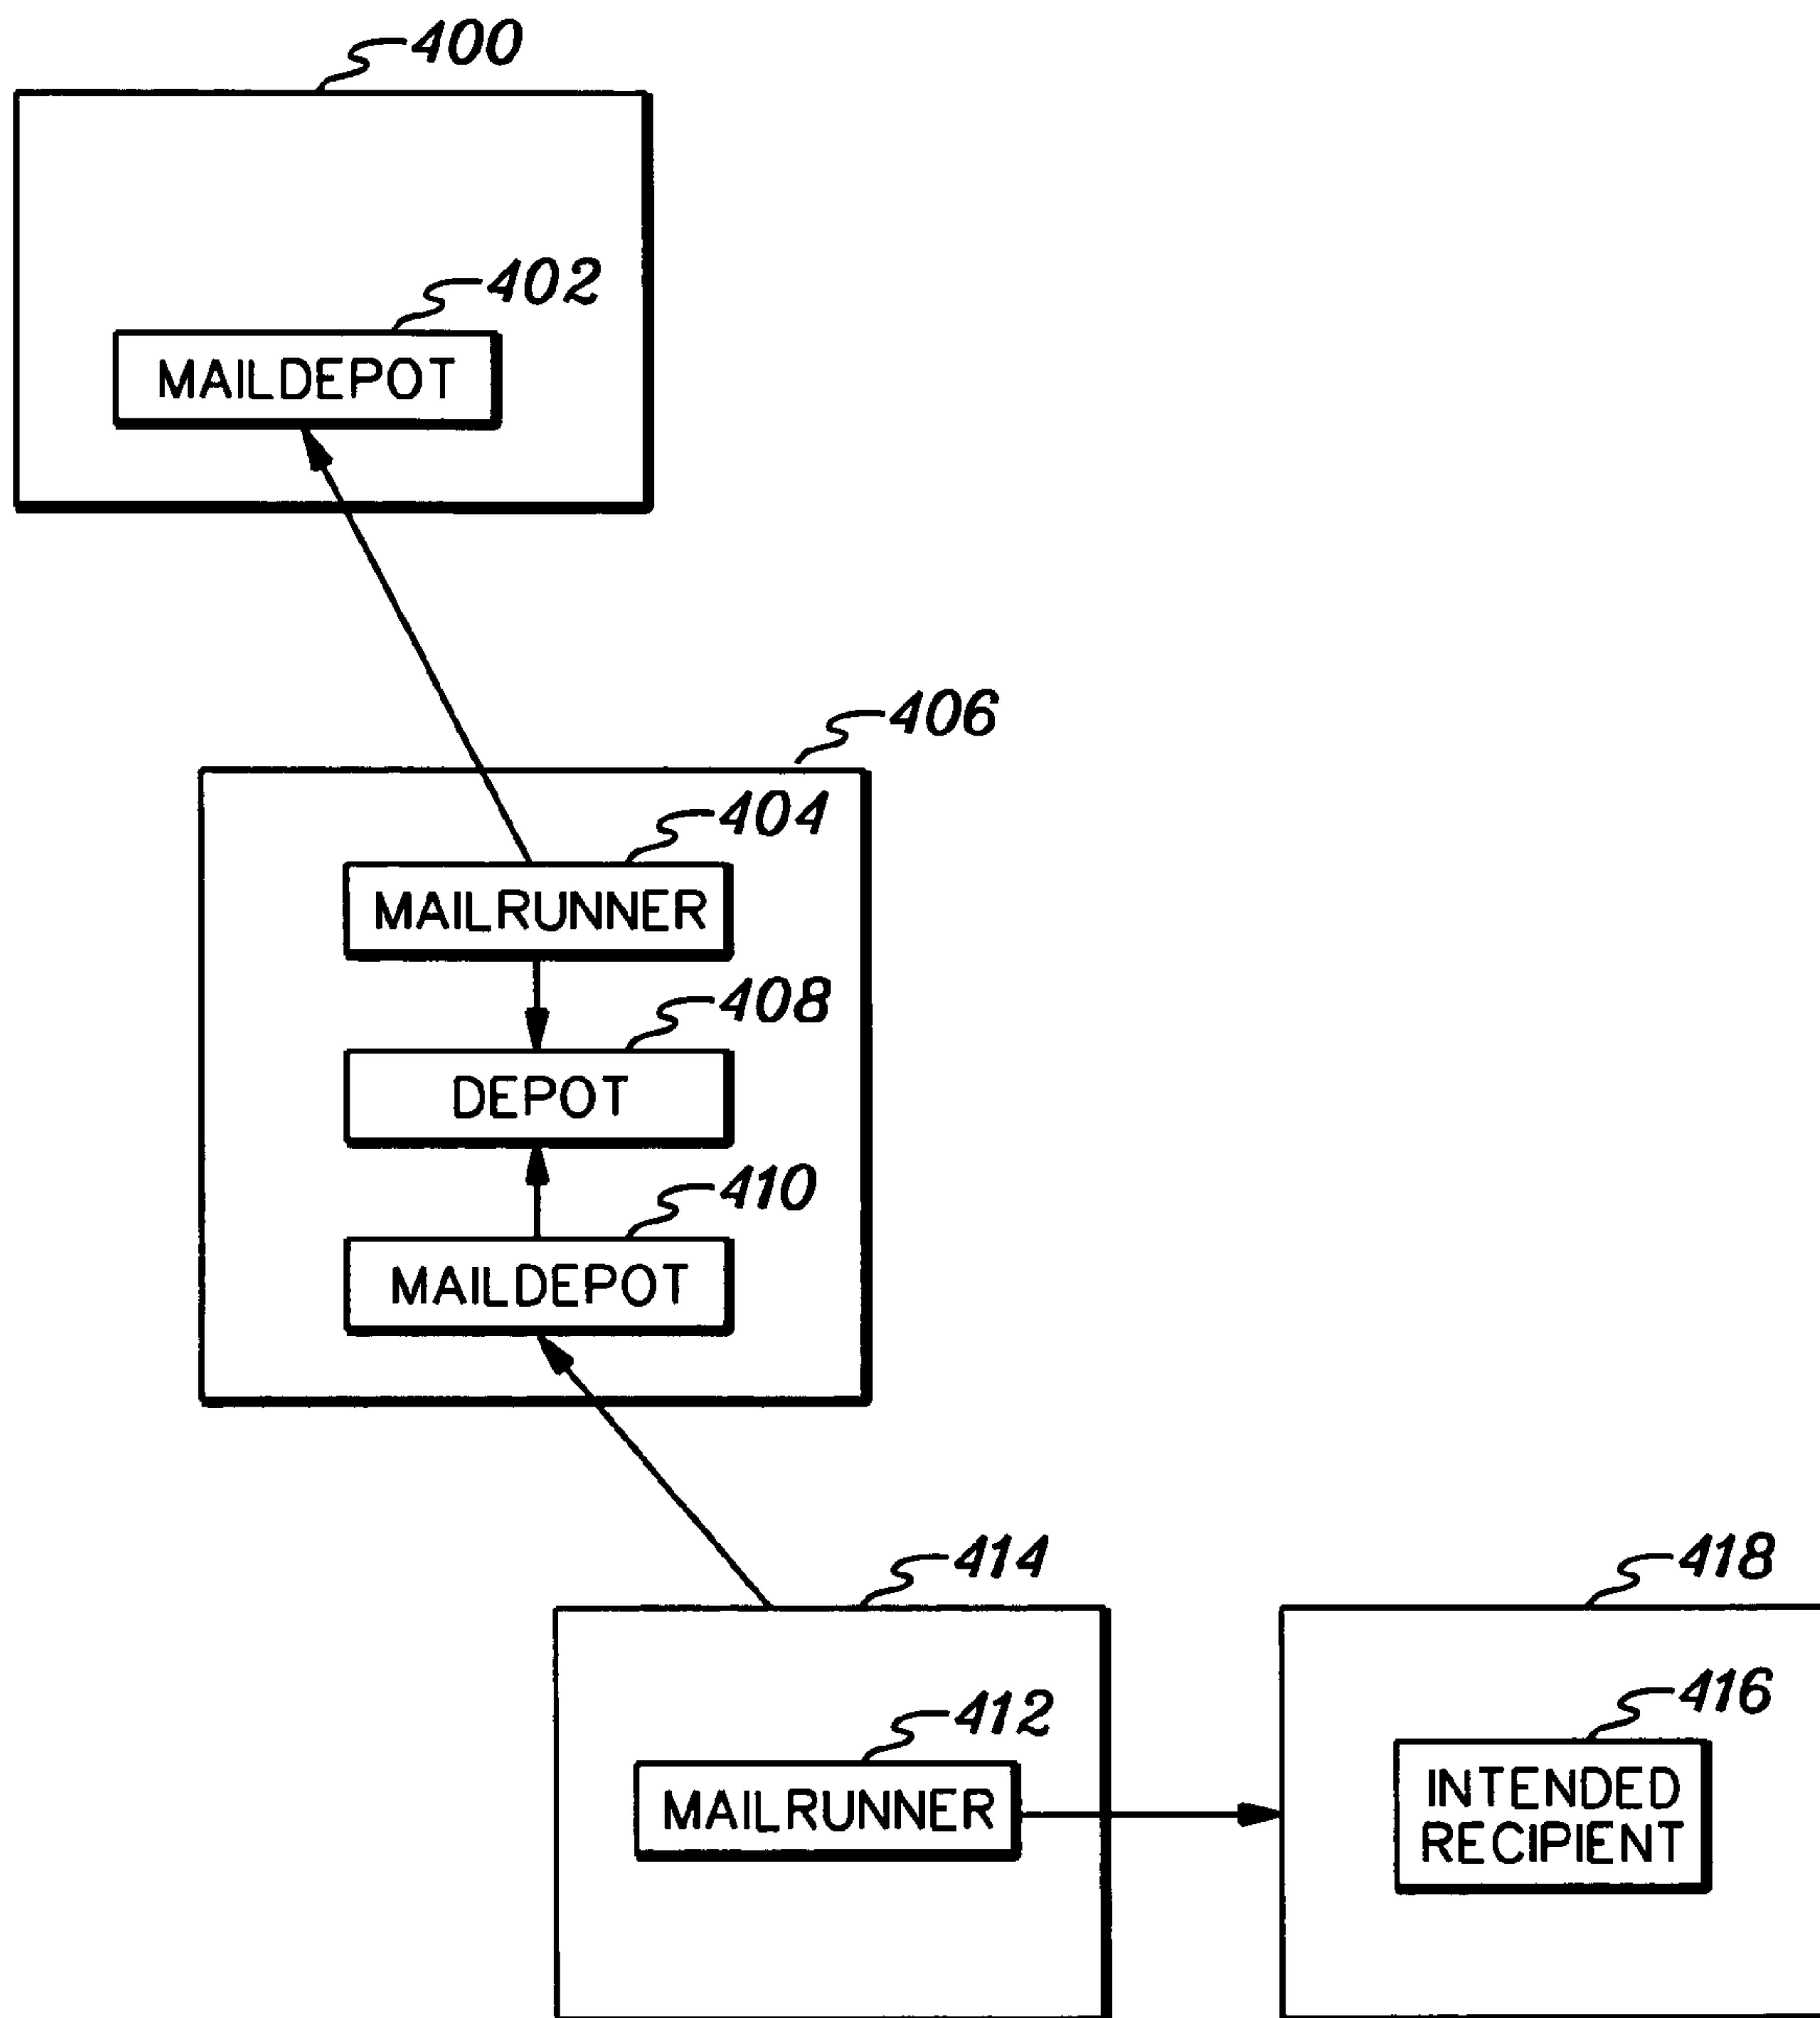 400
402
MAILDEPOT
406
404
MAILRUNNER
408
DEPOT
410
MAILDEPOT
414
418
412
416
MAILRUNNER
INTENDED
RECIPIENT